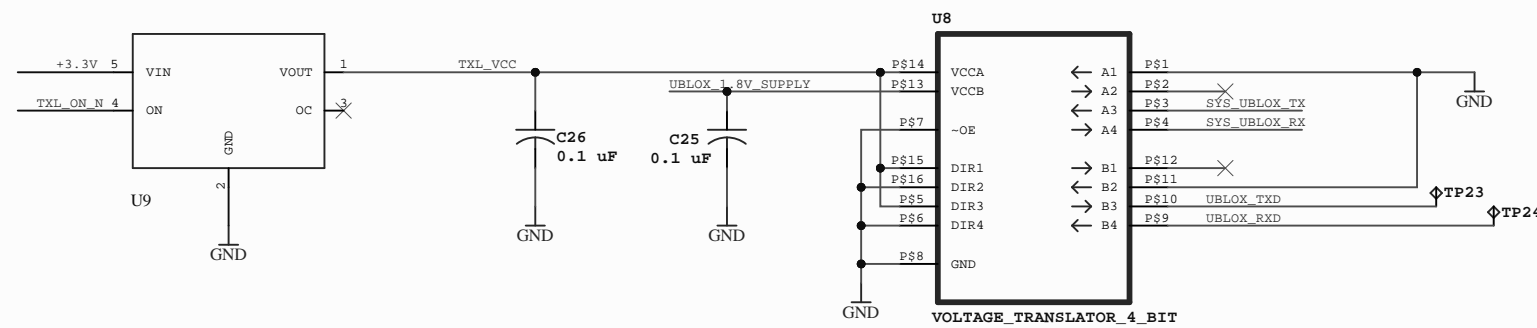 U8
+3.3V 5 VIN VOUT 1 TXL_VCC P$14 VCCA A1 P$1
UBLOX_1.8V_SUPPLY P$13 VCCB A2 P$2
TXL_ON_N 4 ON OC 3 A3 P$3 SYS_UBLOX_TX GND
P$7 ~OE A4 P$4 SYS_UBLOX_RX
GND C26 C25
0.1 uF 0.1 uF
P$15 DIR1 B1 P$12
2 P$16 DIR2 B2 P$11
U9 P$5 DIR3 B3 P$10 UBLOX_TXD TP23
P$6 DIR4 B4 P$9 UBLOX_RXD TP24
GND GND GND
P$8 GND
GND
VOLTAGE_TRANSLATOR_4_BIT